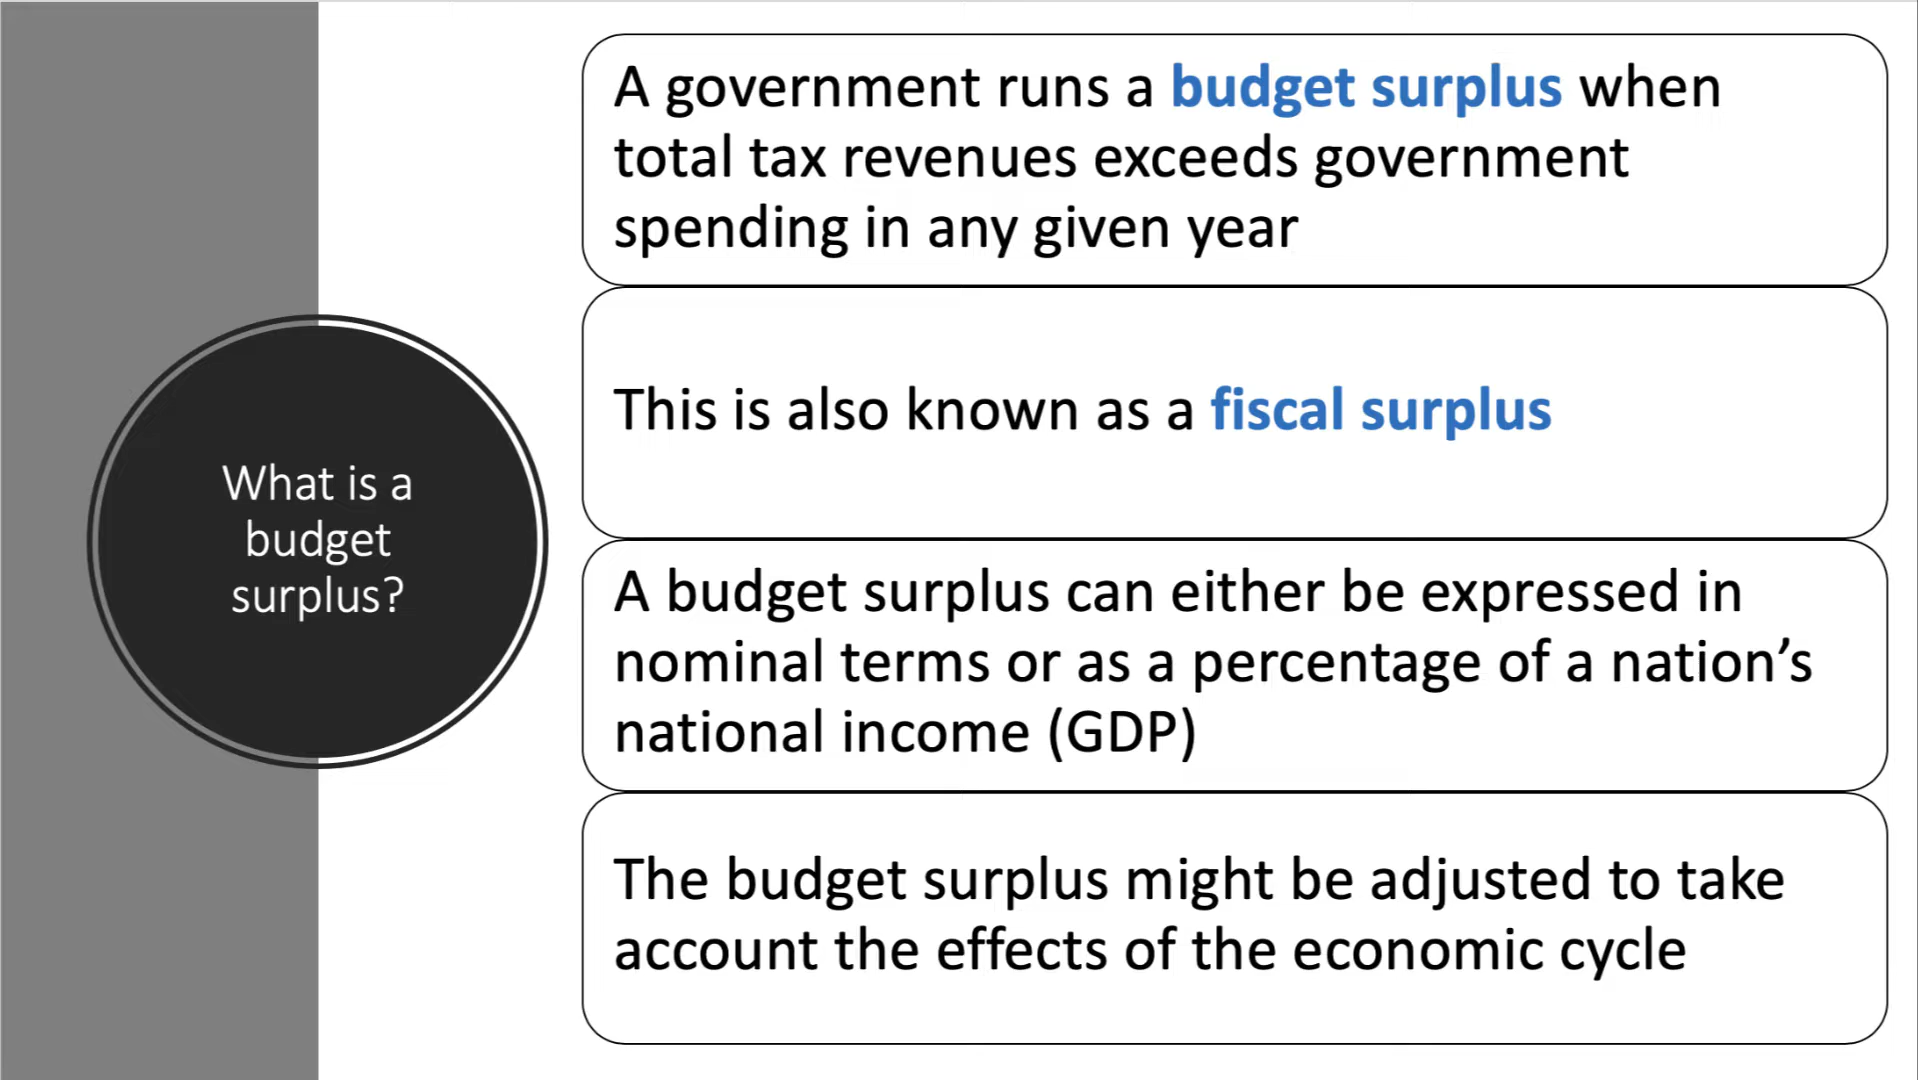 What is a
budget
surplus?
A government runs a budget surplus when
total tax revenues exceeds government
spending in any given year
This is also known as a fiscal surplus
A budget surplus can either be expressed in
nominal terms or as a percentage of a nation’s
national income (GDP)
The budget surplus might be adjusted to take
account the effects of the economic cycle